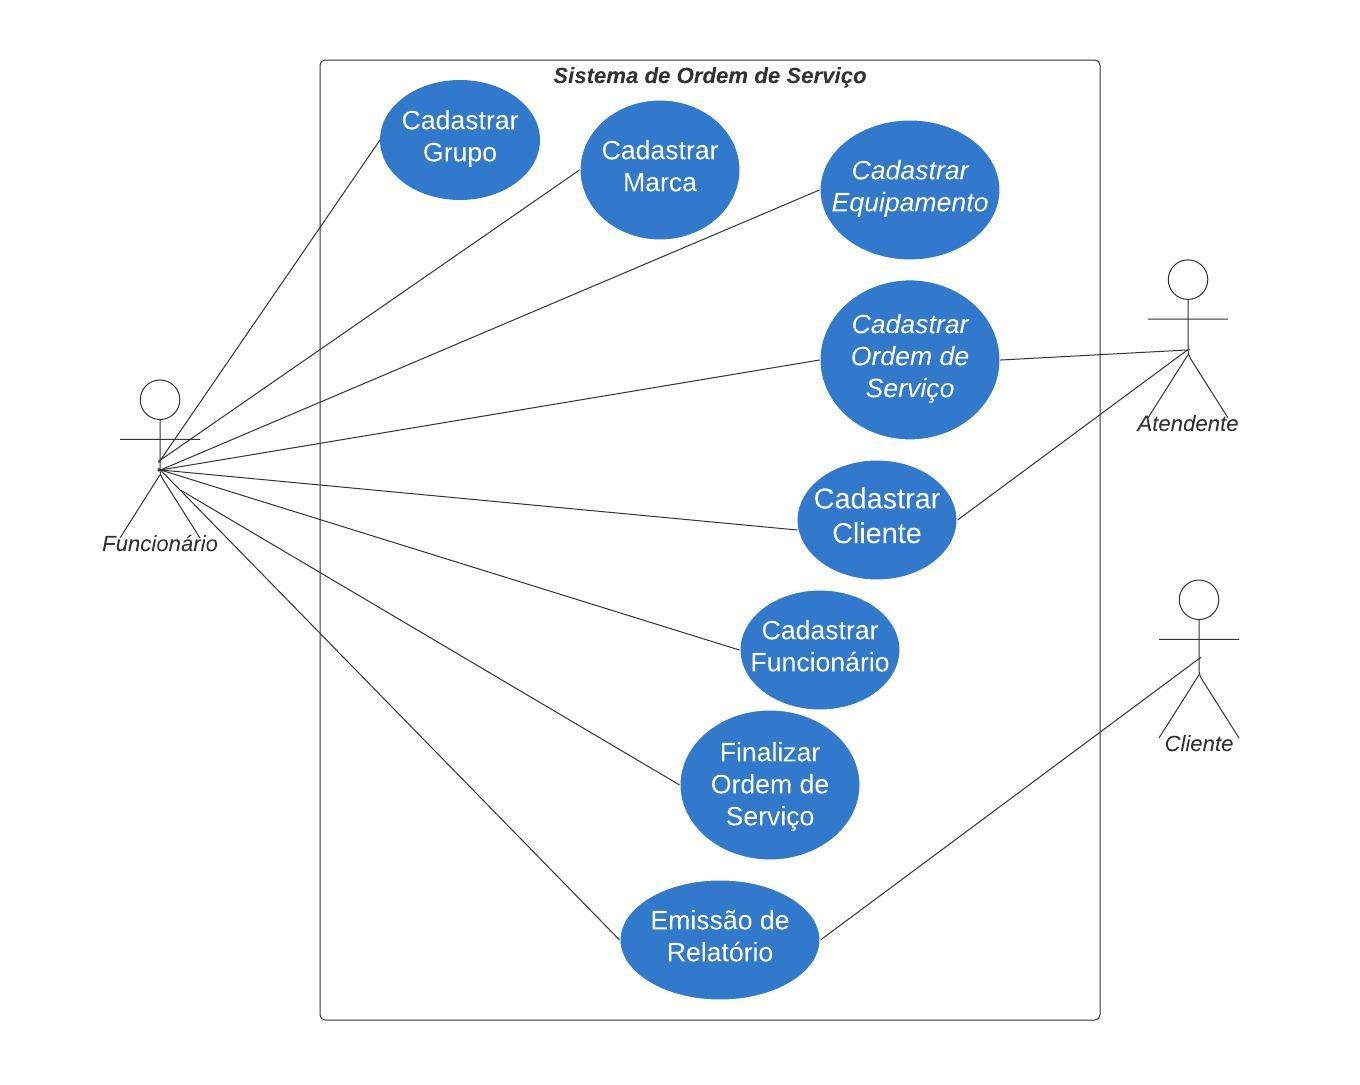 Sistema de Ordem de Serviço
Cadastrar
Grupo
Cadastrar
Marca
Cadastrar
Equipamento
Cadastrar
Ordem de
Serviço
Atendente
Cadastrar
Cliente
Funcionário
Cadastrar
Funcionário
Cliente
Finalizar
Ordem de
Serviço
Emissão de
Relatório